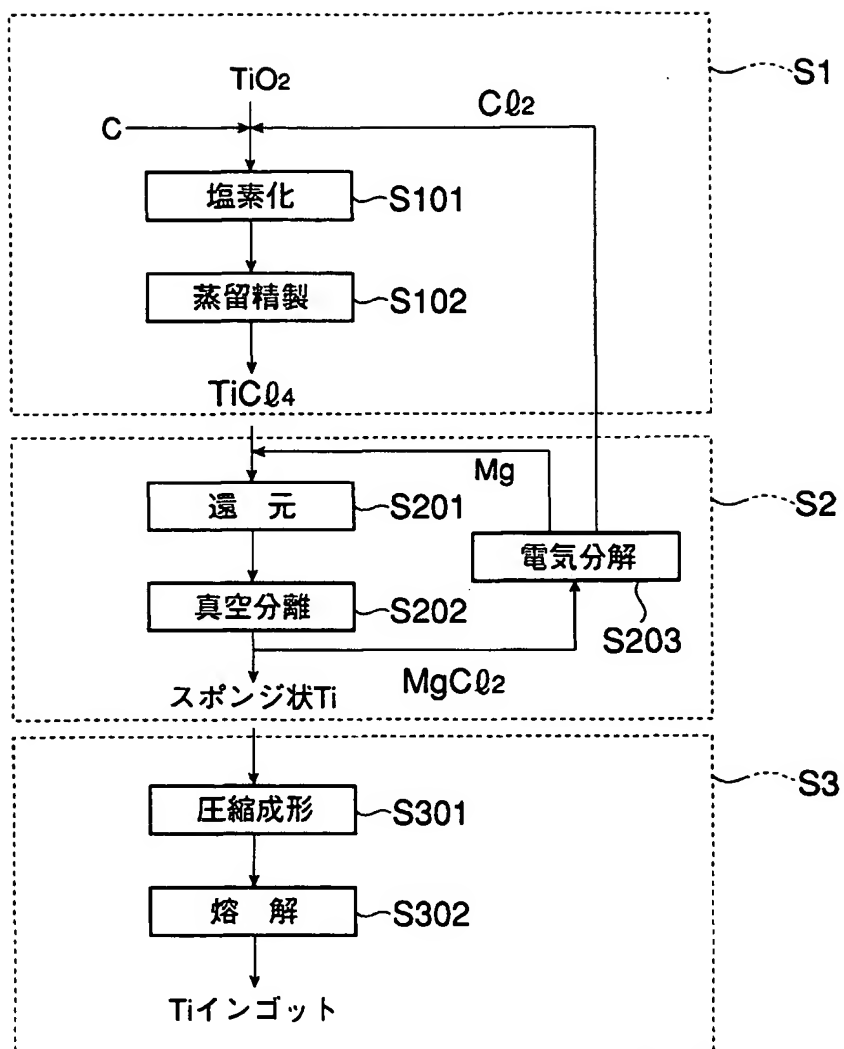 S1
TiO2
Cℓ2
C
塩素化
S101
蒸留精製
S102
TiCℓ4
S2
Mg
還 元
S201
電気分解
S203
真空分離
S202
MgCℓ2
スポンジ状Ti
S3
圧縮成形
S301
熔 解
S302
Tiインゴット